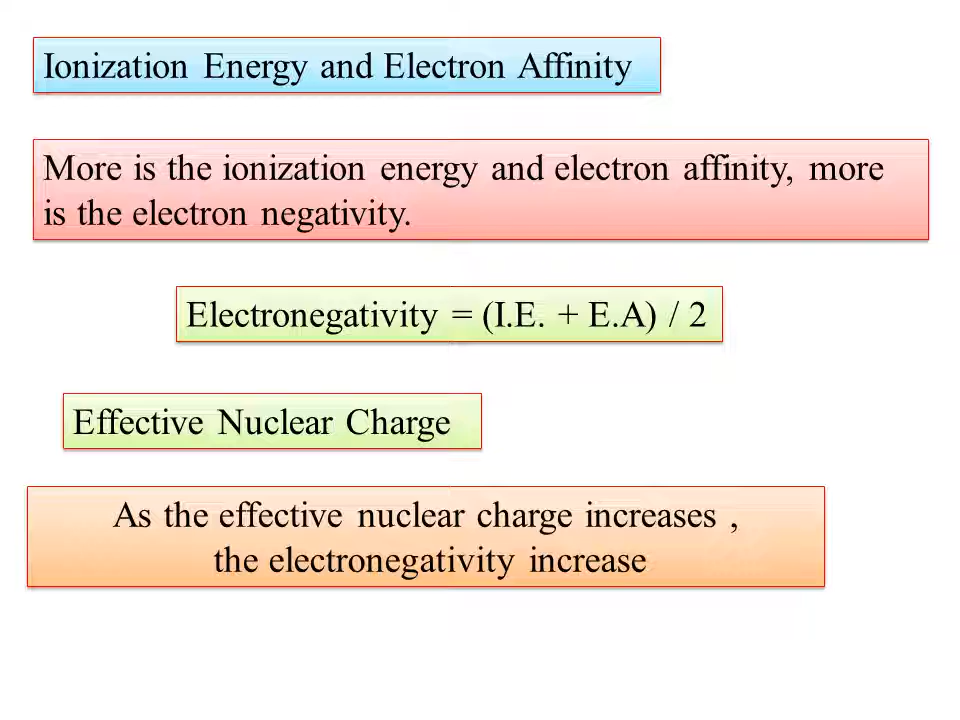 Ionization Energy and Electron Affinity
More is the ionization energy and electron affinity, more
is the electron negativity.
Electronegativity = (I.E. + E.A) / 2
Effective Nuclear Charge
As the effective nuclear charge increases ,
the electronegativity increase